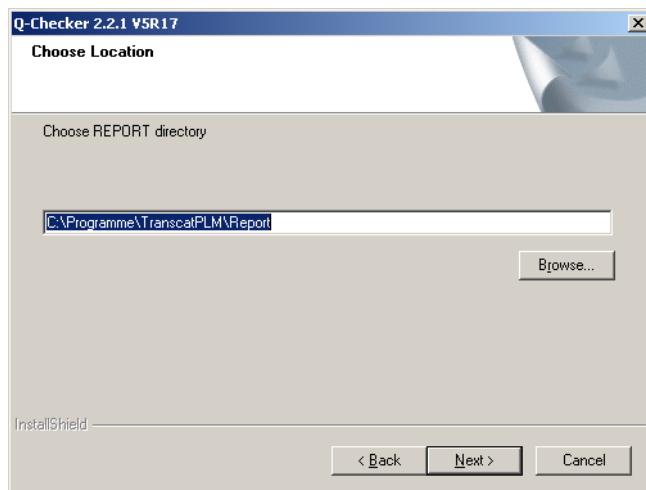 Q-Checker 2.2.1 V5R17
Choose Location
Choose REPORT directory
C:\Programme\TranscatPLM\Report
Browse...
InstallShield
< Back
Next >
Cancel